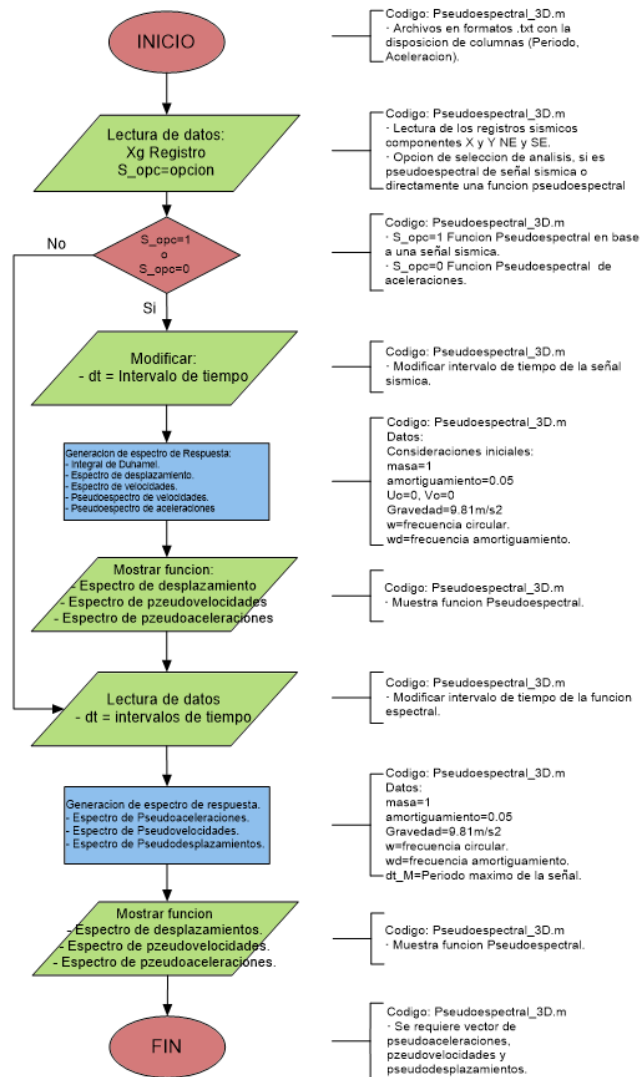 INICIO
Codigo: Pseudoespectral_3D.m
· Archivos en formatos .txt con la
disposicion de columnas (Periodo,
Aceleracion).
Lectura de datos:
Xg Registro
S_opc=opcion
Codigo: Pseudoespectral_3D.m
· Lectura de los registros sismicos
componentes X y Y NE y SE.
· Opcion de seleccion de analisis, si es
pseudoespectral de señal sismica o
directamente una funcion pseudoespectral
No
S_opc=1
o
S_opc=0
Si
Codigo: Pseudoespectral_3D.m
· S_opc=1 Funcion Pseudoespectral en base
a una señal sismica.
· S_opc=0 Funcion Pseudoespectral de
aceleraciones.
Modificar:
- dt = Intervalo de tiempo
Codigo: Pseudoespectral_3D.m
· Modificar intervalo de tiempo de la señal
sismica.
Generacion de espectro de Respuesta:
- Integral de Duhamel.
- Espectro de desplazamiento.
- Espectro de velocidades.
- Pseudoespectro de velocidades.
- Pseudoespectro de aceleraciones
Codigo: Pseudoespectral_3D.m
Datos:
Consideraciones iniciales:
masa=1
amortiguamiento=0.05
Uo=0, Vo=0
Gravedad=9.81m/s2
w=frecuencia circular.
wd=frecuencia amortiguamiento.
Mostrar funcion:
- Espectro de desplazamiento
- Espectro de pzeudovelocidades
- Espectro de pzeudoaceleraciones
Codigo: Pseudoespectral_3D.m
· Muestra funcion Pseudoespectral.
Lectura de datos
- dt = intervalos de tiempo
Codigo: Pseudoespectral_3D.m
· Modificar intervalo de tiempo de la funcion
espectral.
Generacion de espectro de respuesta.
- Espectro de Pseudoaceleraciones.
- Espectro de Pseudovelocidades.
- Espectro de Pseudodesplazamientos.
Codigo: Pseudoespectral_3D.m
Datos:
masa=1
amortiguamiento=0.05
Gravedad=9.81m/s2
w=frecuencia circular.
wd=frecuencia amortiguamiento.
dt_M=Periodo maximo de la señal.
Mostrar funcion
- Espectro de desplazamientos.
- Espectro de pzeudovelocidades.
- Espectro de pzeudoaceleraciones.
Codigo: Pseudoespectral_3D.m
· Muestra funcion Pseudoespectral.
FIN
Codigo: Pseudoespectral_3D.m
· Se requiere vector de
pseudoaceleraciones,
pzeudovelocidades y
pseudodesplazamientos.